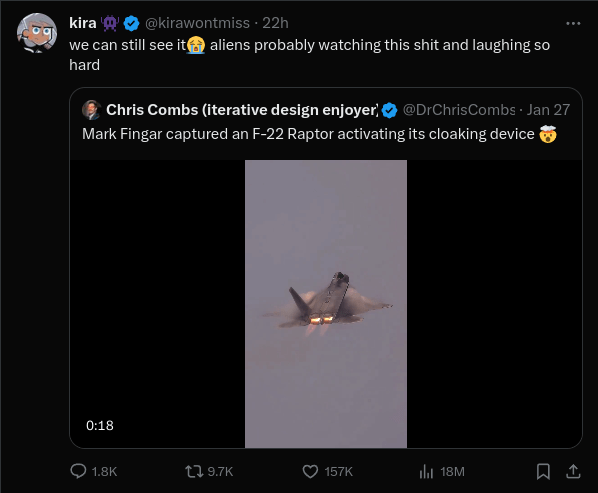 kira 👾 @kirawontmiss · 22h
we can still see it😭 aliens probably watching this shit and laughing so
hard
Chris Combs (iterative design enjoyer) @DrChrisCombs · Jan 27
Mark Fingar captured an F-22 Raptor activating its cloaking device 🤯
0:18
1.8K 9.7K 157K 18M